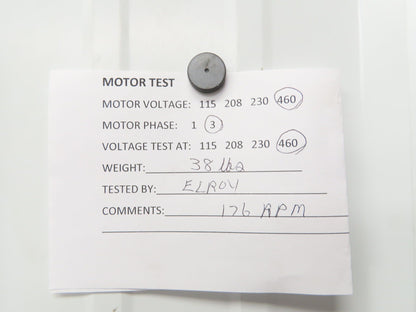 MOTOR TEST
MOTOR VOLTAGE: 115 208 230 460
MOTOR PHASE: 1 3
VOLTAGE TEST AT: 115 208 230 460
WEIGHT: 38 lbs
TESTED BY: ELROY
COMMENTS: 176 RPM